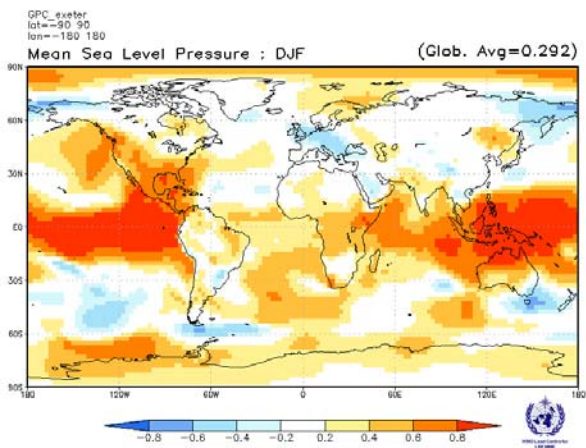 GPC_exeter
lat=-90 90
lon=-180 180
Mean Sea Level Pressure : DJF (Glob. Avg=0.292)
90N
60N
30N
EQ
30S
60S
90S
180 120W 60W 0 60E 120E 180
-0.8 -0.6 -0.4 -0.2 0.2 0.4 0.6 0.8